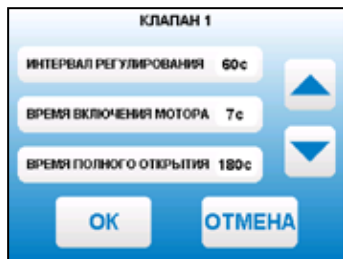 КЛАПАН 1
ИНТЕРВАЛ РЕГУЛИРОВАНИЯ 60с
ВРЕМЯ ВКЛЮЧЕНИЯ МОТОРА 7с
ВРЕМЯ ПОЛНОГО ОТКРЫТИЯ 180с
ОК ОТМЕНА